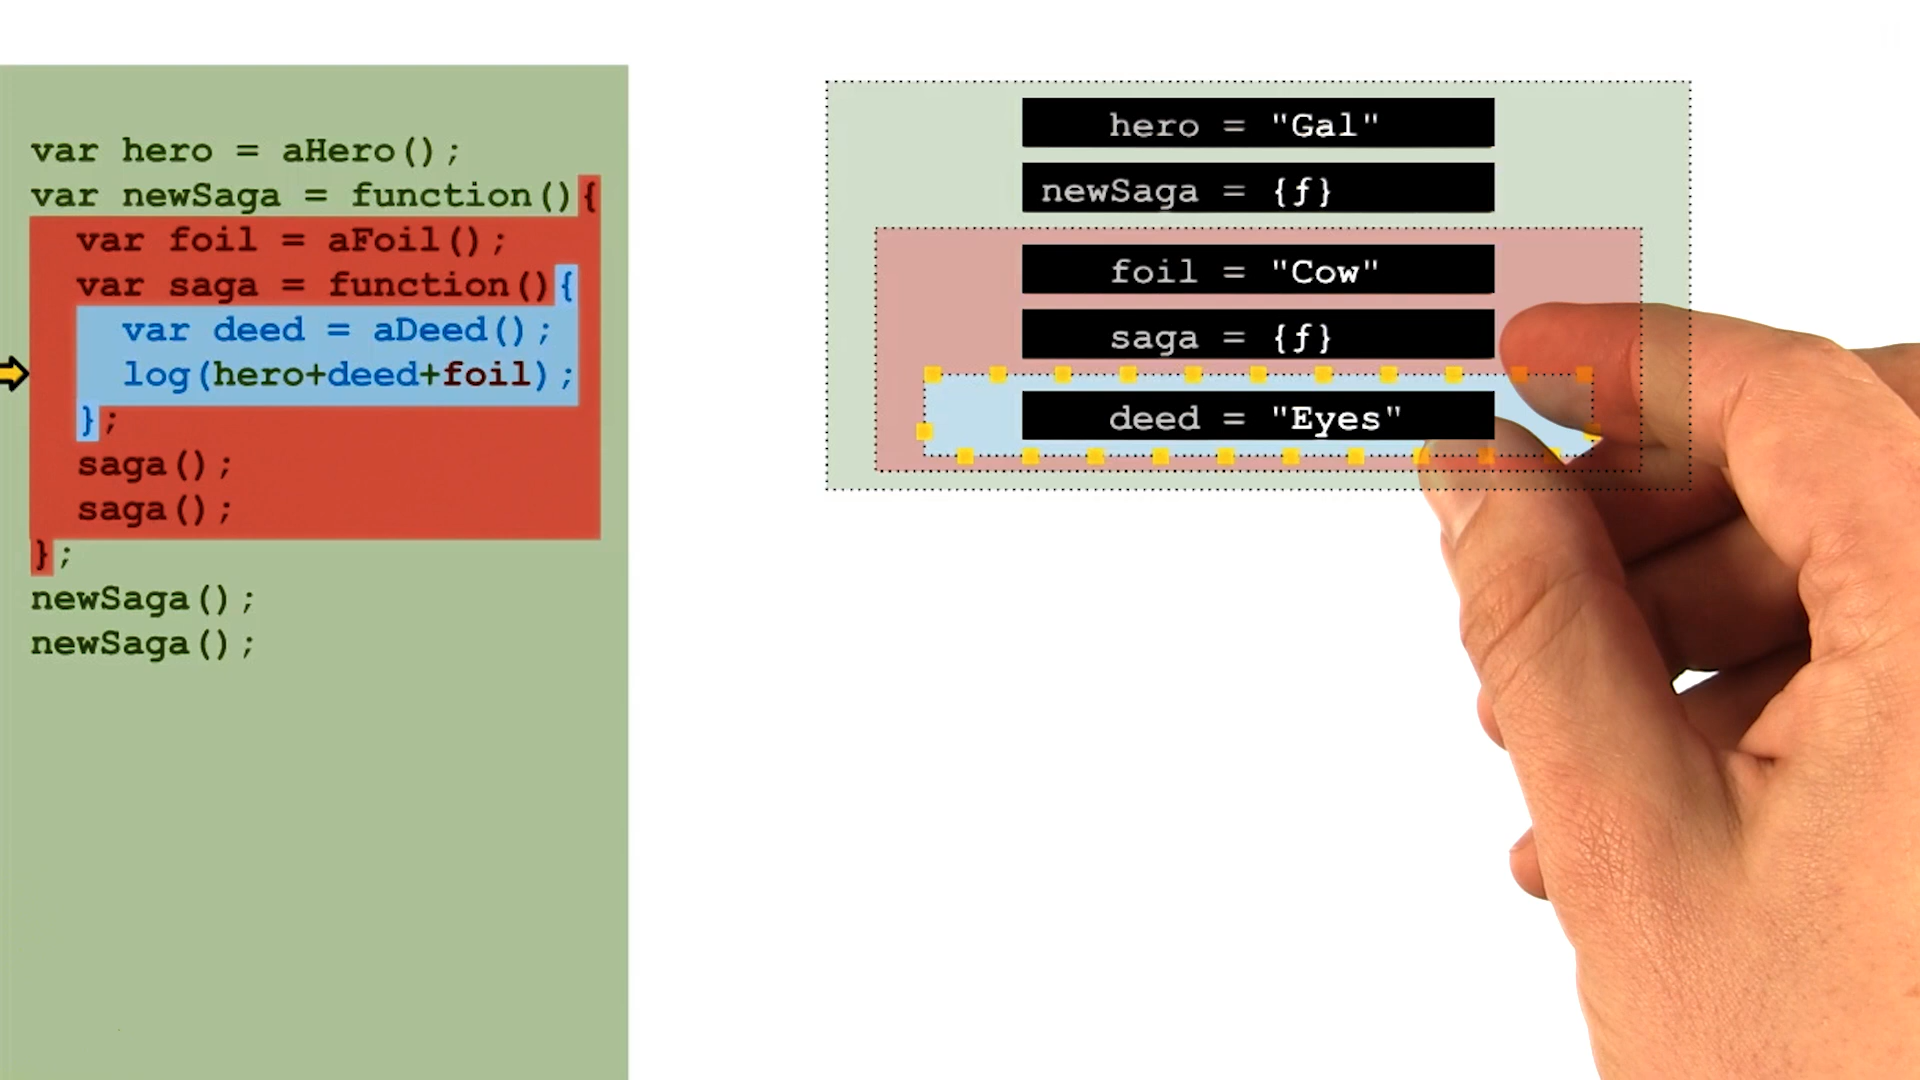 var hero = aHero();
var newSaga = function(){
var foil = aFoil();
var saga = function(){
var deed = aDeed();
log(hero+deed+foil);
};
saga();
saga();
};
newSaga();
newSaga();
hero = "Gal"
newSaga = {ƒ}
foil = "Cow"
saga = {ƒ}
deed = "Eyes"